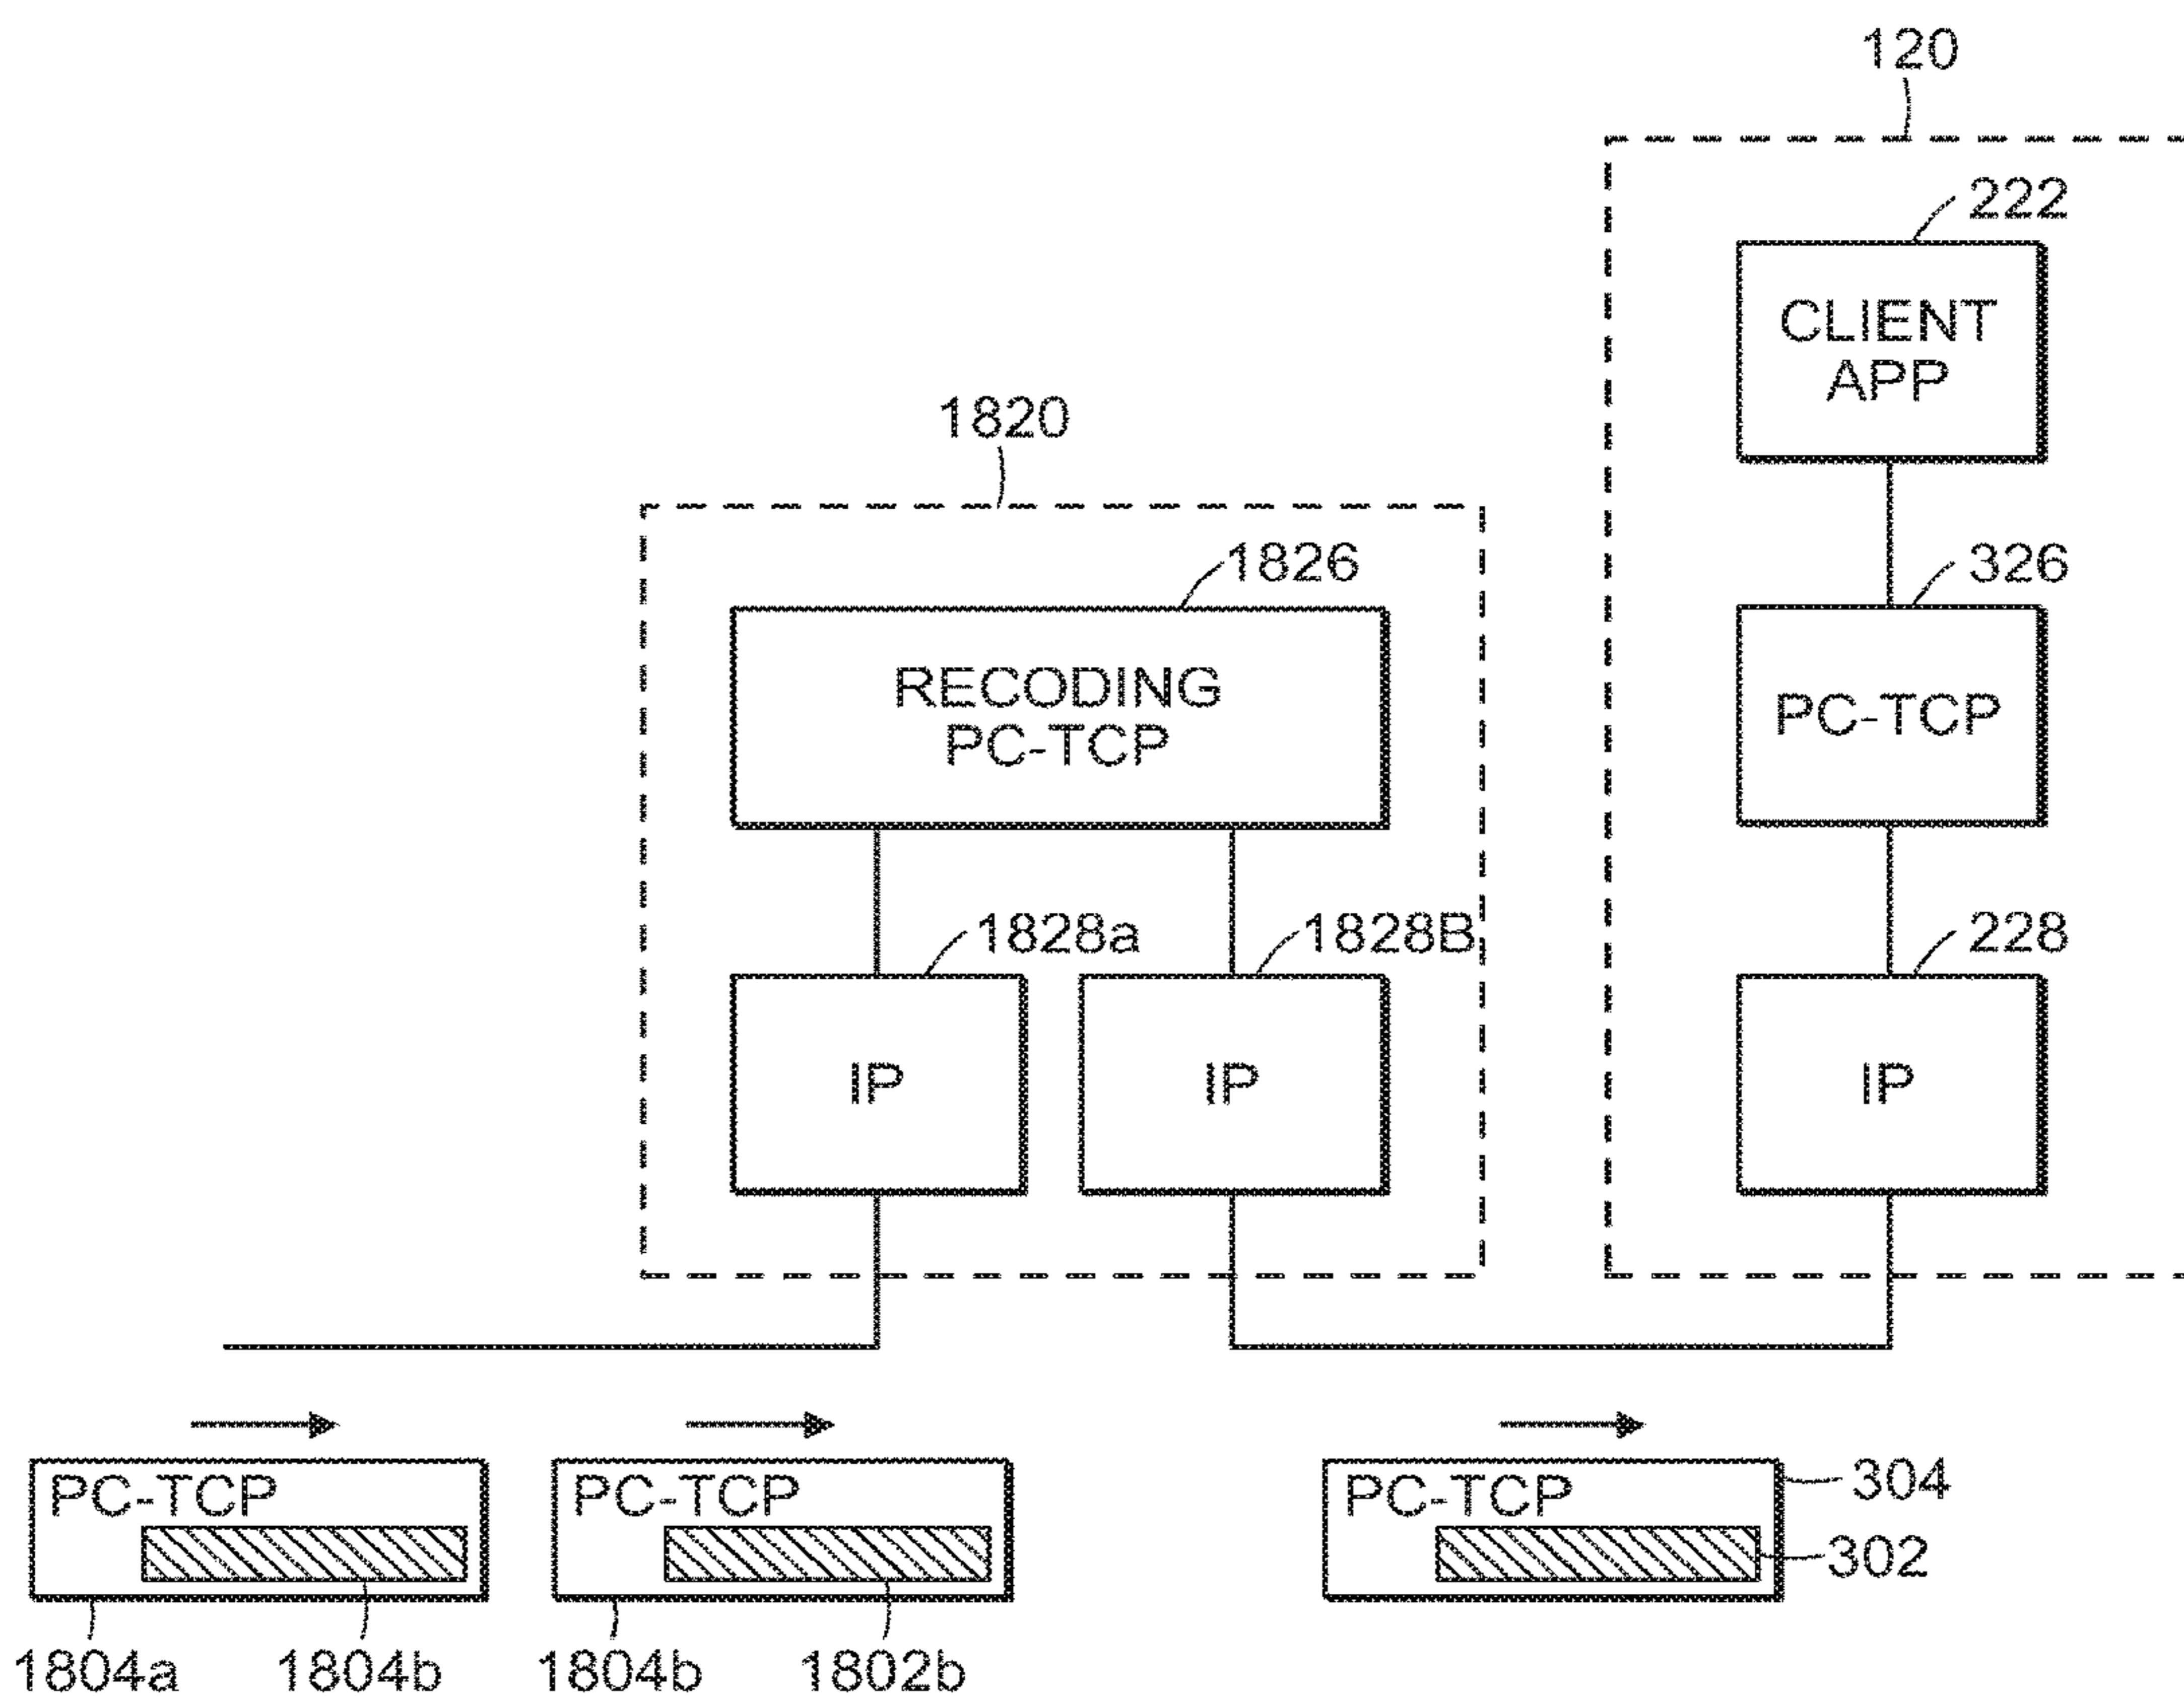 120
222
CLIENT
APP
1820
1826
326
RECODING
PC-TCP
PC-TCP
1828a
1828B
228
IP
IP
IP
PC-TCP
PC-TCP
PC-TCP
304
302
1804a
1804b
1804b
1802b